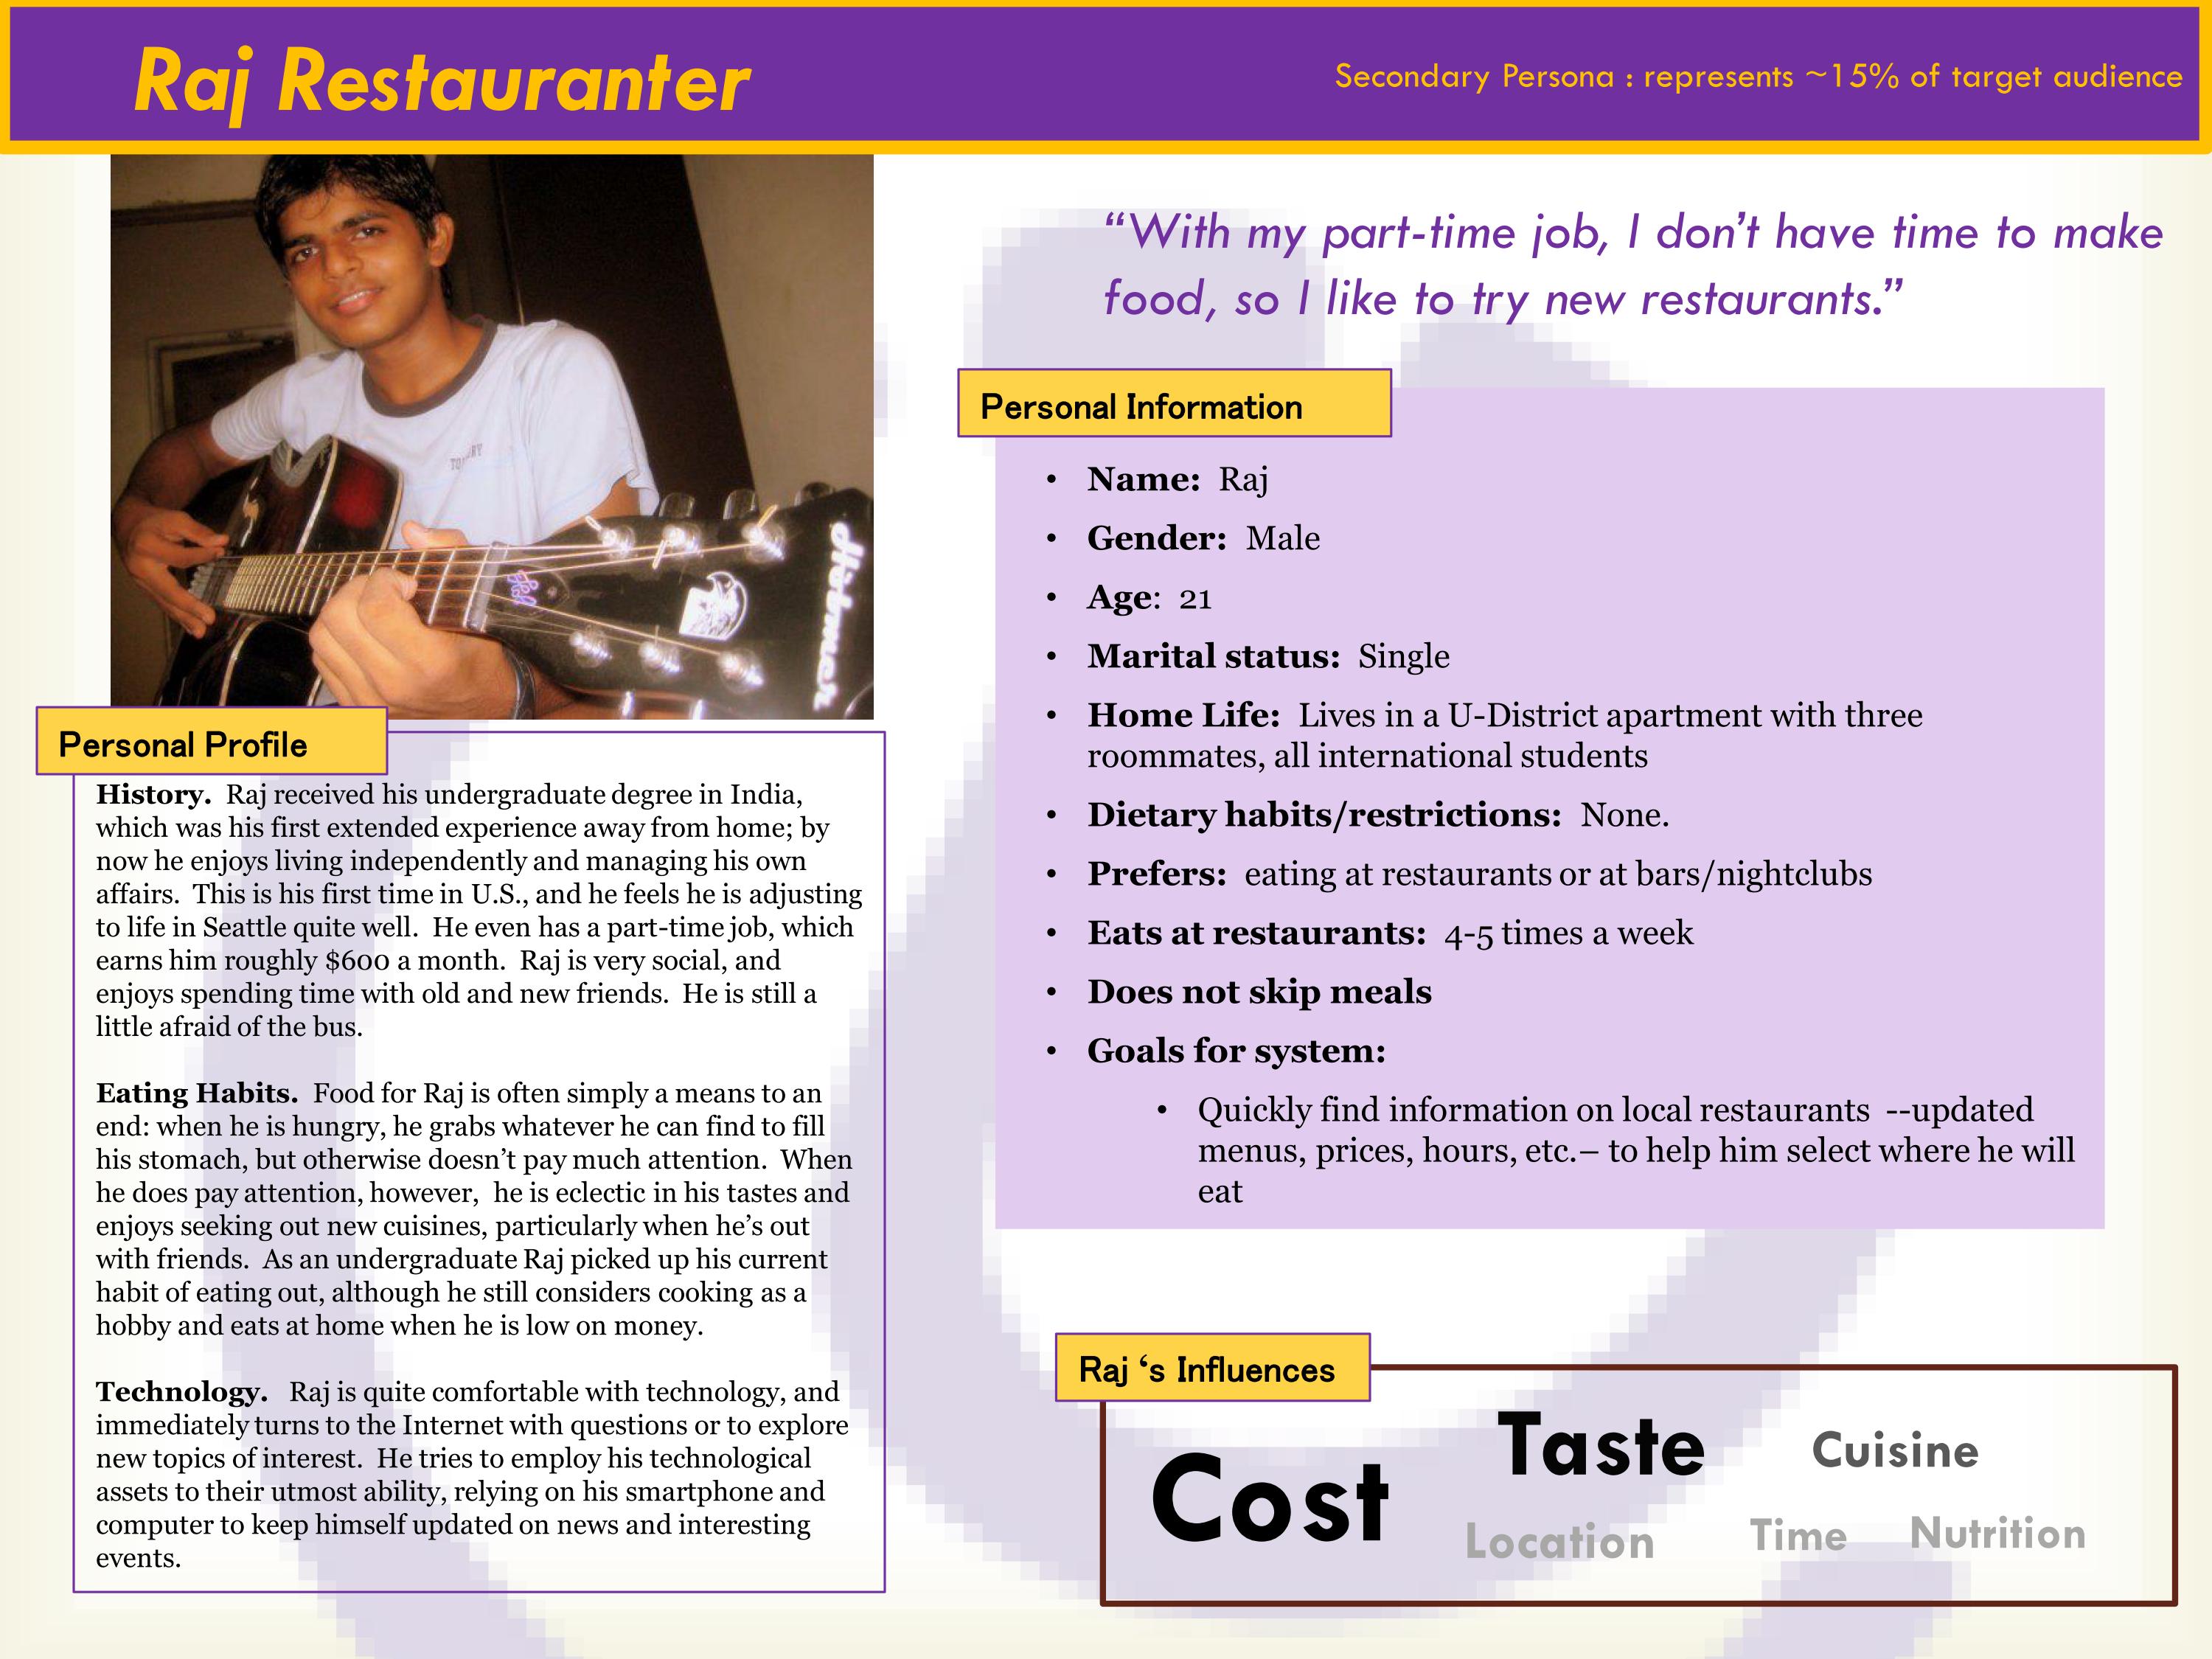 Raj Restauranter
Secondary Persona : represents ~15% of target audience
“With my part-time job, I don’t have time to make
food, so I like to try new restaurants.”
Hohner
Personal Profile
History. Raj received his undergraduate degree in India,
which was his first extended experience away from home; by
now he enjoys living independently and managing his own
affairs. This is his first time in U.S., and he feels he is adjusting
to life in Seattle quite well. He even has a part-time job, which
earns him roughly $600 a month. Raj is very social, and
enjoys spending time with old and new friends. He is still a
little afraid of the bus.
Eating Habits. Food for Raj is often simply a means to an
end: when he is hungry, he grabs whatever he can find to fill
his stomach, but otherwise doesn’t pay much attention. When
he does pay attention, however, he is eclectic in his tastes and
enjoys seeking out new cuisines, particularly when he’s out
with friends. As an undergraduate Raj picked up his current
habit of eating out, although he still considers cooking as a
hobby and eats at home when he is low on money.
Technology. Raj is quite comfortable with technology, and
immediately turns to the Internet with questions or to explore
new topics of interest. He tries to employ his technological
assets to their utmost ability, relying on his smartphone and
computer to keep himself updated on news and interesting
events.
Personal Information
• Name: Raj
• Gender: Male
• Age: 21
• Marital status: Single
• Home Life: Lives in a U-District apartment with three
roommates, all international students
• Dietary habits/restrictions: None.
• Prefers: eating at restaurants or at bars/nightclubs
• Eats at restaurants: 4-5 times a week
• Does not skip meals
• Goals for system:
• Quickly find information on local restaurants --updated
menus, prices, hours, etc.– to help him select where he will
eat
Raj ‘s Influences
Cost
Taste
Cuisine
Location
Time
Nutrition